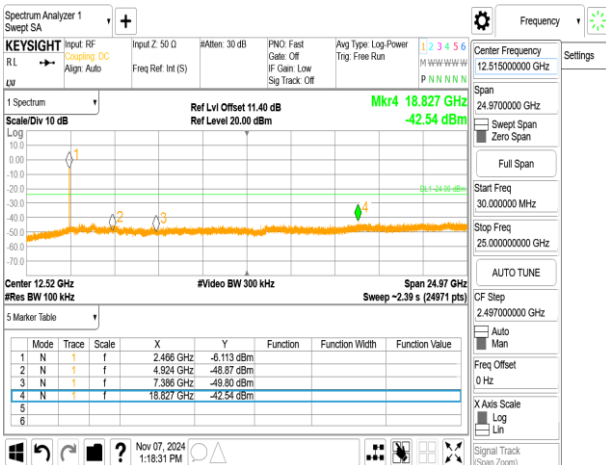 Spectrum Analyzer 1
Swept SA
+
Frequency
KEYSIGHT
RL
LXI
Input: RF
Coupling: DC
Align: Auto
Input Z: 50 Ω
Freq Ref: Int (S)
#Atten: 30 dB
PNO: Fast
Gate: Off
IF Gain: Low
Sig Track: Off
Avg Type: Log-Power
Trig: Free Run
1 2 3 4 5 6
M W W W W W
P N N N N N
Center Frequency
12.515000000 GHz
Settings
Span
24.9700000 GHz
Swept Span
Zero Span
Full Span
Start Freq
30.000000 MHz
Stop Freq
25.000000000 GHz
AUTO TUNE
CF Step
2.497000000 GHz
Auto
Man
Freq Offset
0 Hz
X Axis Scale
Log
Lin
Signal Track
(Span Zoom)
1 Spectrum
Scale/Div 10 dB
Ref Lvl Offset 11.40 dB
Ref Level 20.00 dBm
Mkr4 18.827 GHz
-42.54 dBm
Log
10.0
0.00
-10.0
-20.0
-30.0
-40.0
-50.0
-60.0
-70.0
1
2
3
4
DL1 -24.00 dBm
Center 12.52 GHz
#Video BW 300 kHz
Span 24.97 GHz
#Res BW 100 kHz
Sweep ~2.39 s (24971 pts)
5 Marker Table
Mode Trace Scale X Y Function Function Width Function Value
1 N 1 f 2.466 GHz -6.113 dBm
2 N 1 f 4.924 GHz -48.87 dBm
3 N 1 f 7.386 GHz -49.80 dBm
4 N 1 f 18.827 GHz -42.54 dBm
5
6
?
Nov 07, 2024
1:18:31 PM